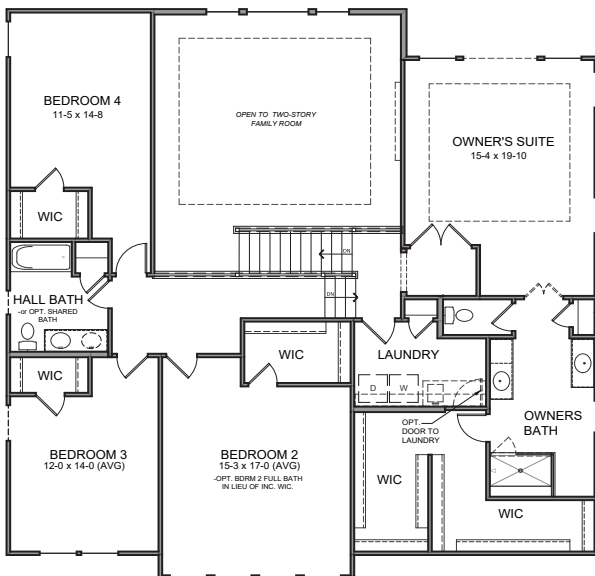 BEDROOM 4
11-5 x 14-8
OPEN TO TWO-STORY
FAMILY ROOM
OWNER'S SUITE
15-4 x 19-10
WIC
DN
DN
HALL BATH
-or OPT. SHARED
BATH
WIC
WIC
LAUNDRY
D
W
OPT.
DOOR TO
LAUNDRY
OWNERS
BATH
BEDROOM 3
12-0 x 14-0 (AVG)
BEDROOM 2
15-3 x 17-0 (AVG)
-OPT. BDRM 2 FULL BATH
IN LIEU OF INC. WIC.
WIC
WIC